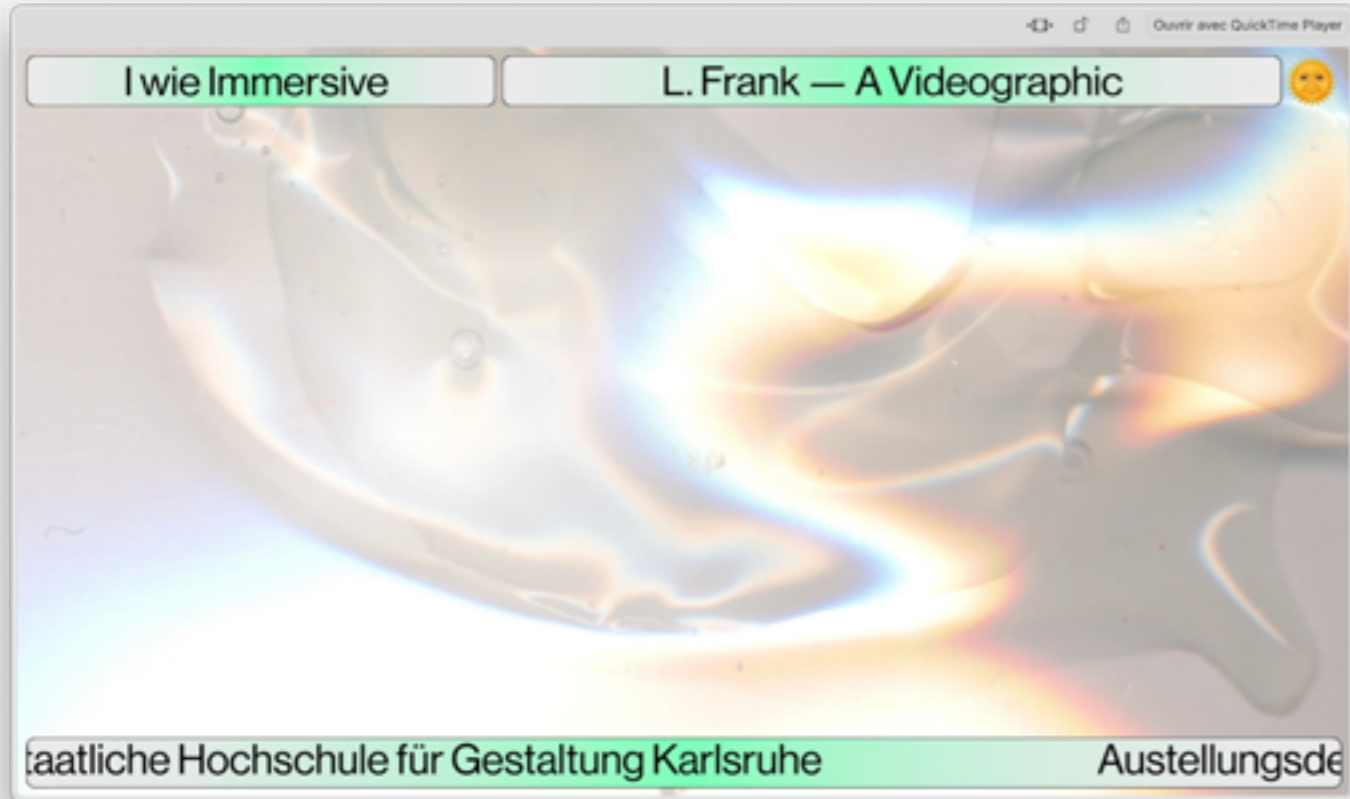 Ouvrir avec QuickTime Player
I wie Immersive
L. Frank — A Videographic
taatliche Hochschule für Gestaltung Karlsruhe
Austellungsde